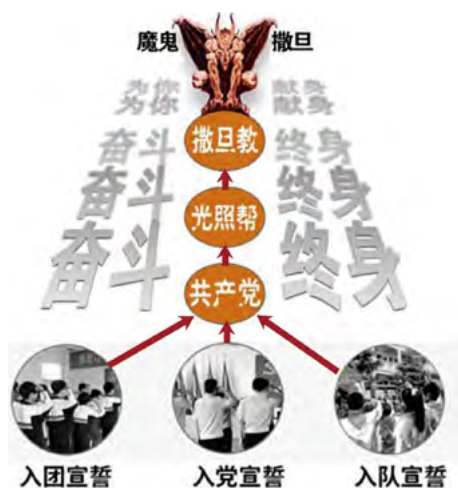 魔鬼 撒旦
为你 献身
为你 献身
撒旦教
奋斗 终身
奋斗 终身
光照帮
奋斗 终身
共产党
入团宣誓 入党宣誓 入队宣誓